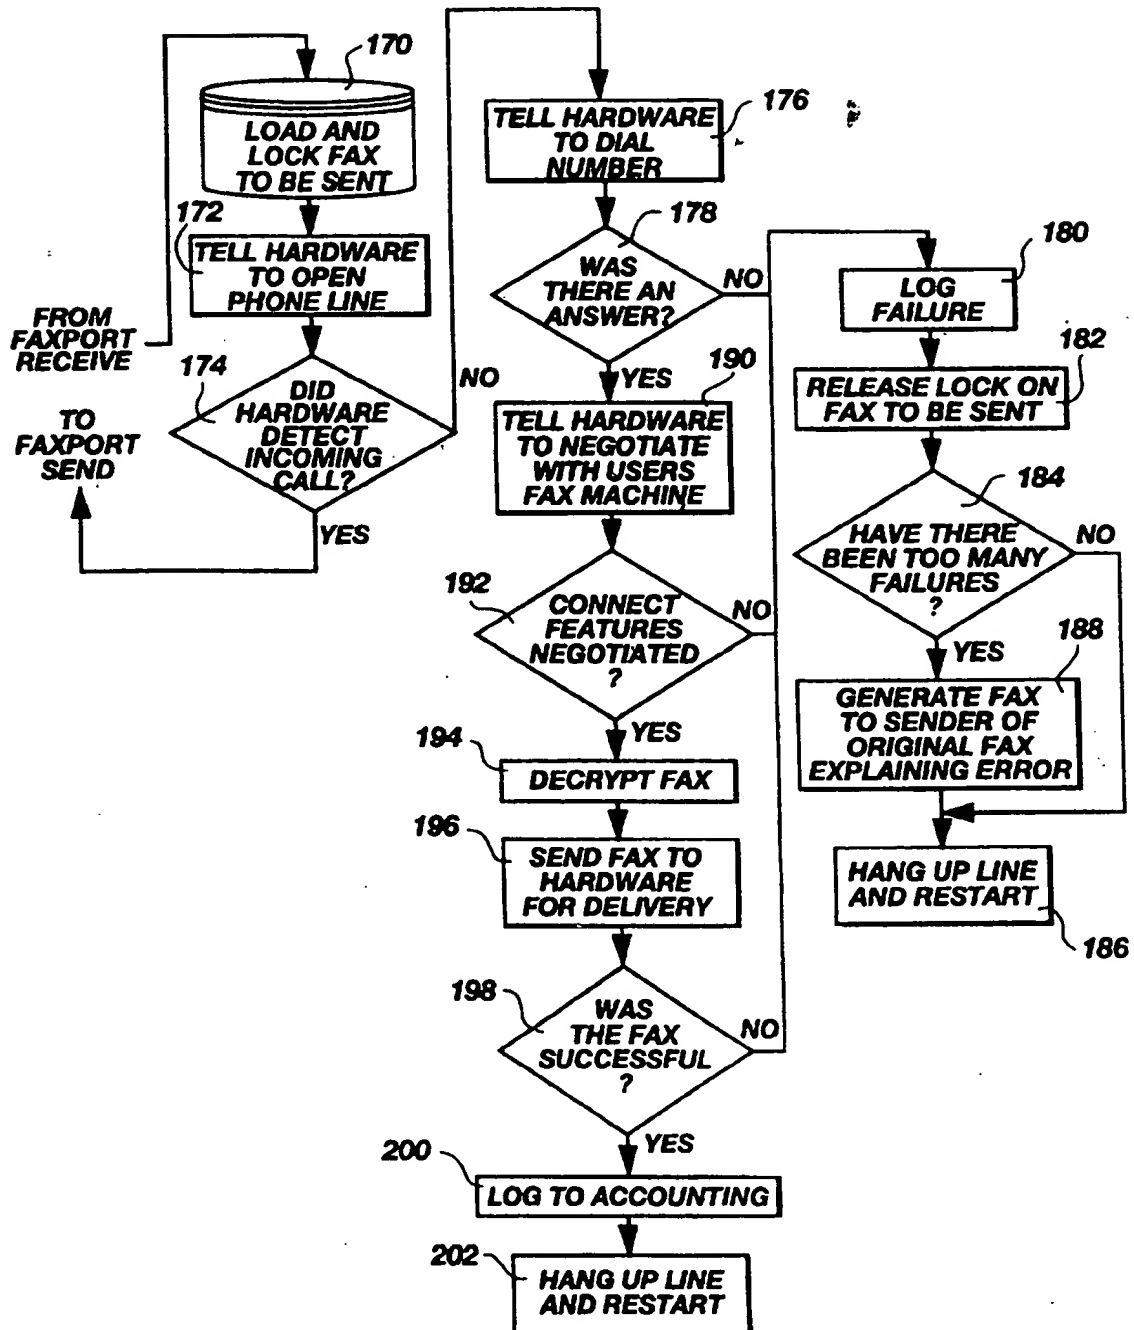 170
LOAD AND
LOCK FAX
TO BE SENT
172
TELL HARDWARE
TO OPEN
PHONE LINE
FROM
FAXPORT
RECEIVE
174
DID
HARDWARE
DETECT
INCOMING
CALL?
NO
YES
TO
FAXPORT
SEND
176
TELL HARDWARE
TO DIAL
NUMBER
178
WAS
THERE AN
ANSWER?
NO
YES
190
TELL HARDWARE
TO NEGOTIATE
WITH USERS
FAX MACHINE
192
CONNECT
FEATURES
NEGOTIATED
?
NO
YES
194
DECRYPT FAX
196
SEND FAX TO
HARDWARE
FOR DELIVERY
198
WAS
THE FAX
SUCCESSFUL
?
NO
YES
200
LOG TO ACCOUNTING
202
HANG UP LINE
AND RESTART
180
LOG
FAILURE
182
RELEASE LOCK ON
FAX TO BE SENT
184
HAVE THERE
BEEN TOO MANY
FAILURES
?
NO
YES
188
GENERATE FAX
TO SENDER OF
ORIGINAL FAX
EXPLAINING ERROR
HANG UP LINE
AND RESTART
186